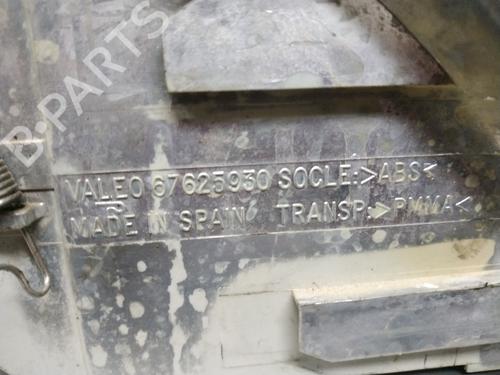 B-PARTS
VALEO 67625930 SOCLE:>ABS<
MADE IN SPAIN TRANSP:>PMMA<